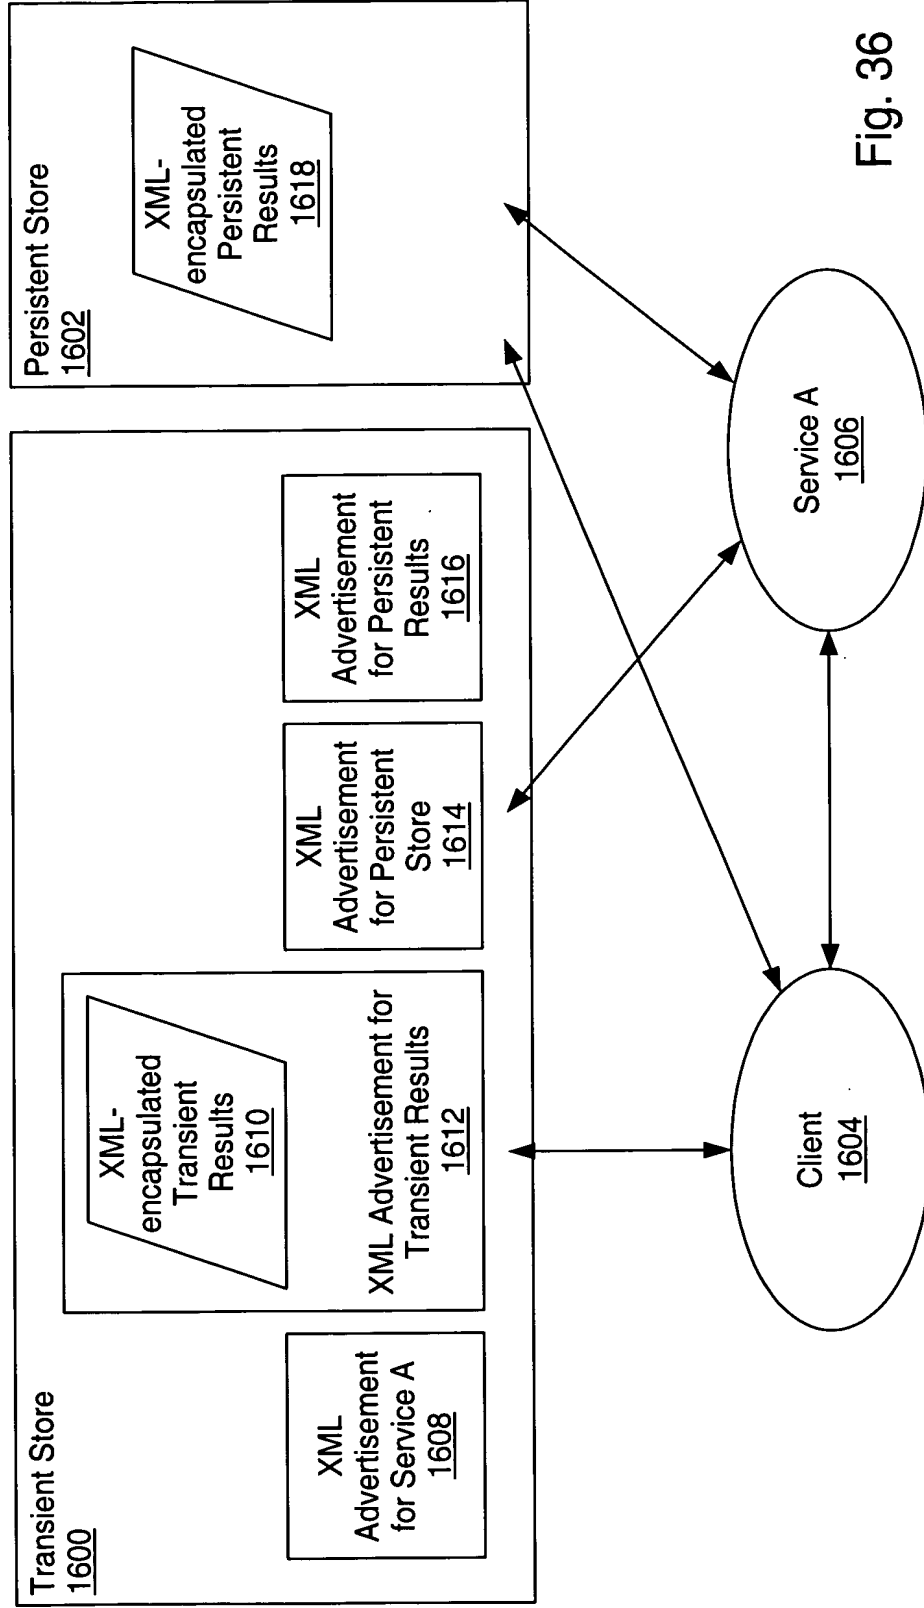 Transient Store
1600
XML
Advertisement
for Service A
1608
XML-
encapsulated
Transient
Results
1610
XML Advertisement for
Transient Results
1612
XML
Advertisement
for Persistent
Store
1614
XML
Advertisement
for Persistent
Results
1616
Persistent Store
1602
XML-
encapsulated
Persistent
Results
1618
Client
1604
Service A
1606
Fig. 36